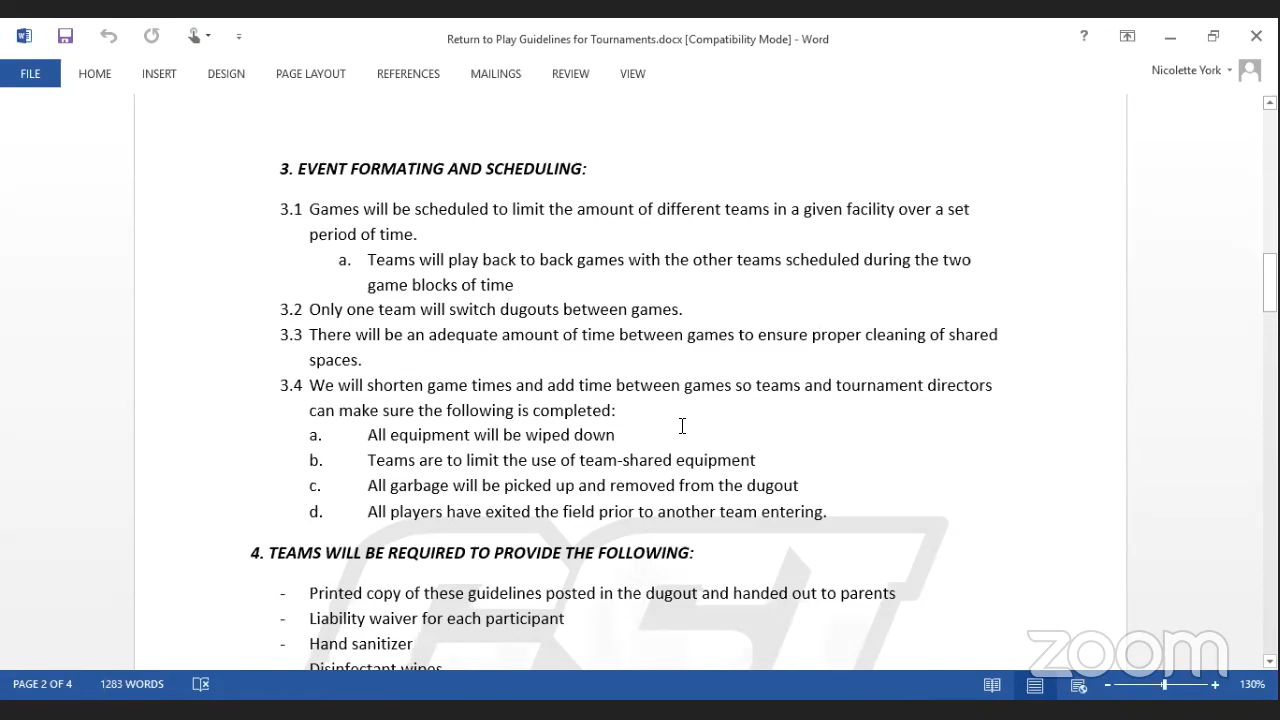 Return to Play Guidelines for Tournaments.docx [Compatibility Mode] - Word
?
FILE HOME INSERT DESIGN PAGE LAYOUT REFERENCES MAILINGS REVIEW VIEW Nicolette York
3. EVENT FORMATING AND SCHEDULING:
3.1 Games will be scheduled to limit the amount of different teams in a given facility over a set
period of time.
a. Teams will play back to back games with the other teams scheduled during the two
game blocks of time
3.2 Only one team will switch dugouts between games.
3.3 There will be an adequate amount of time between games to ensure proper cleaning of shared
spaces.
3.4 We will shorten game times and add time between games so teams and tournament directors
can make sure the following is completed:
a. All equipment will be wiped down
b. Teams are to limit the use of team-shared equipment
c. All garbage will be picked up and removed from the dugout
d. All players have exited the field prior to another team entering.
4. TEAMS WILL BE REQUIRED TO PROVIDE THE FOLLOWING:
- Printed copy of these guidelines posted in the dugout and handed out to parents
- Liability waiver for each participant
- Hand sanitizer
Disinfectant wipes
zoom
PAGE 2 OF 4 1283 WORDS 130%